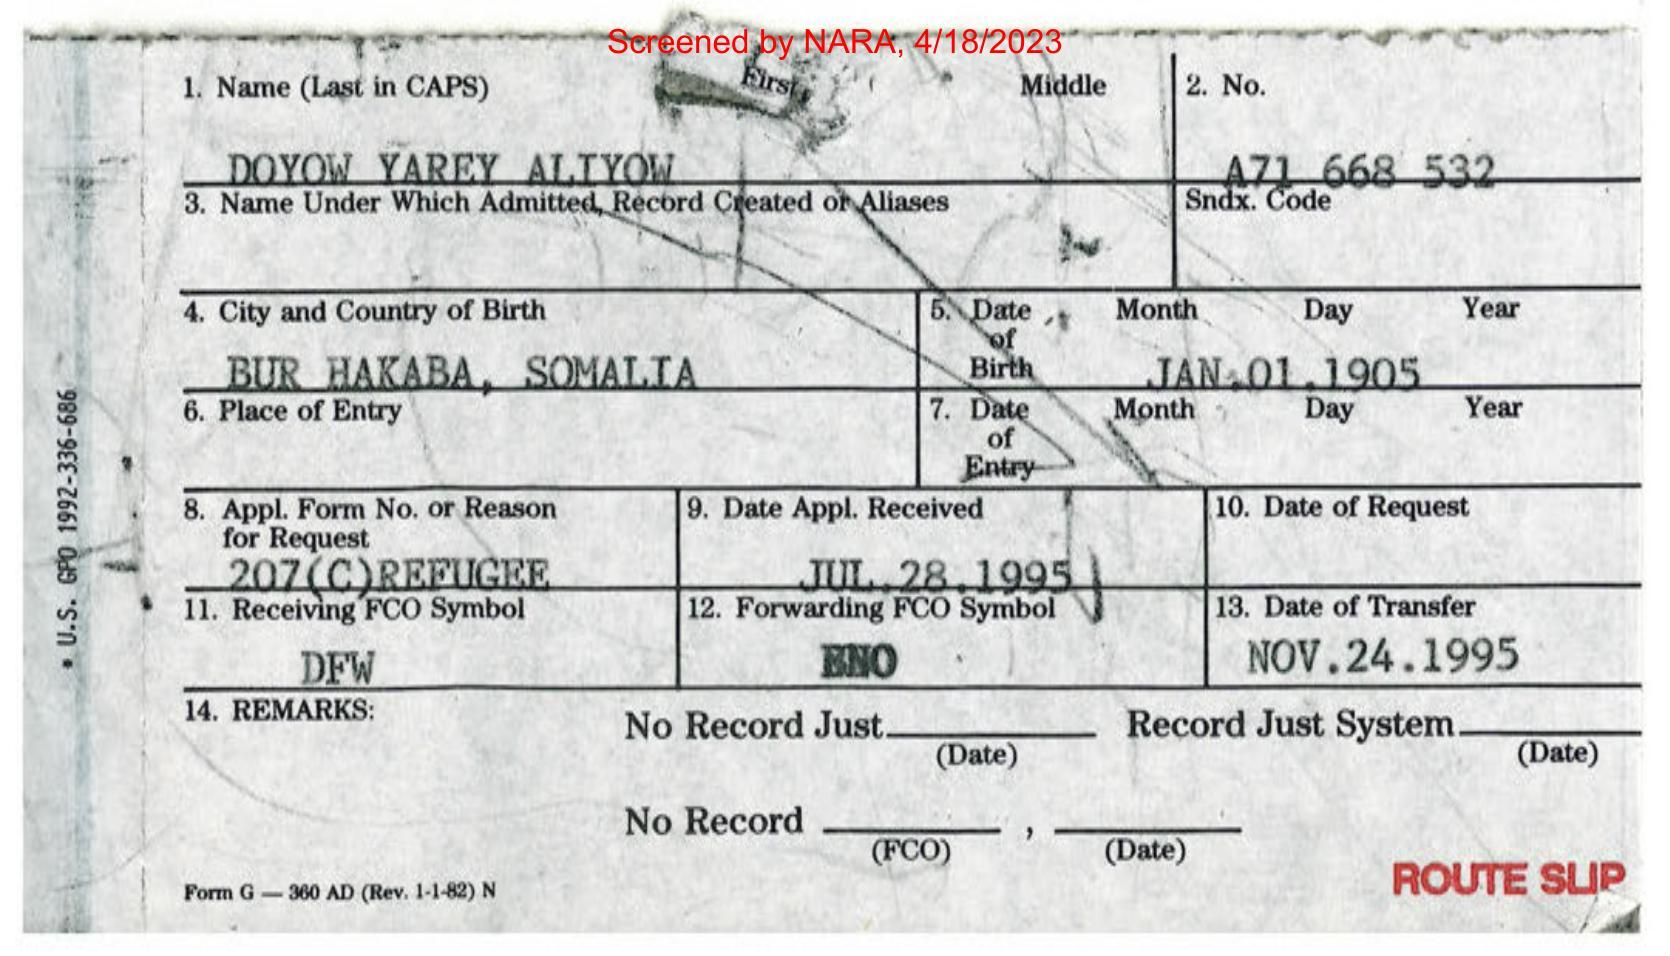 Screened by NARA, 4/18/2023
1. Name (Last in CAPS) First Middle 2. No.
DOYOW YAREY ALIYOW A71 668 532
3. Name Under Which Admitted, Record Created or Aliases Sndx. Code
4. City and Country of Birth 5. Date of Birth Month Day Year
BUR HAKABA, SOMALIA JAN.01.1905
6. Place of Entry 7. Date of Entry Month Day Year
8. Appl. Form No. or Reason 9. Date Appl. Received 10. Date of Request
for Request
207(C)REFUGEE JUL.28.1995
11. Receiving FCO Symbol 12. Forwarding FCO Symbol 13. Date of Transfer
DFW NOV.24.1995
14. REMARKS:
No Record Just. (Date) Record Just System (Date)
No Record (FCO) , (Date)
Form G — 360 AD (Rev. 1-1-82) N
ROUTE SLIP
* U.S. GPO 1992-336-686